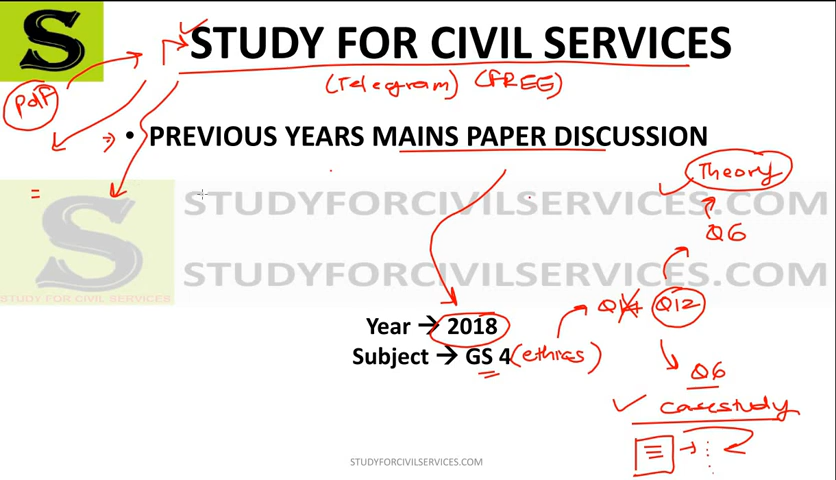 S STUDY FOR CIVIL SERVICES
(Telegram) (FREE)
pdf
• PREVIOUS YEARS MAINS PAPER DISCUSSION
Theory
STUDYFORCIVILSERVICES.COM
S
Q6
STUDYFORCIVILSERVICES.COM
STUDY FOR CIVIL SERVICES
Q12
Year → 2018
Subject → GS 4 (ethics)
Q6
casestudy
STUDYFORCIVILSERVICES.COM